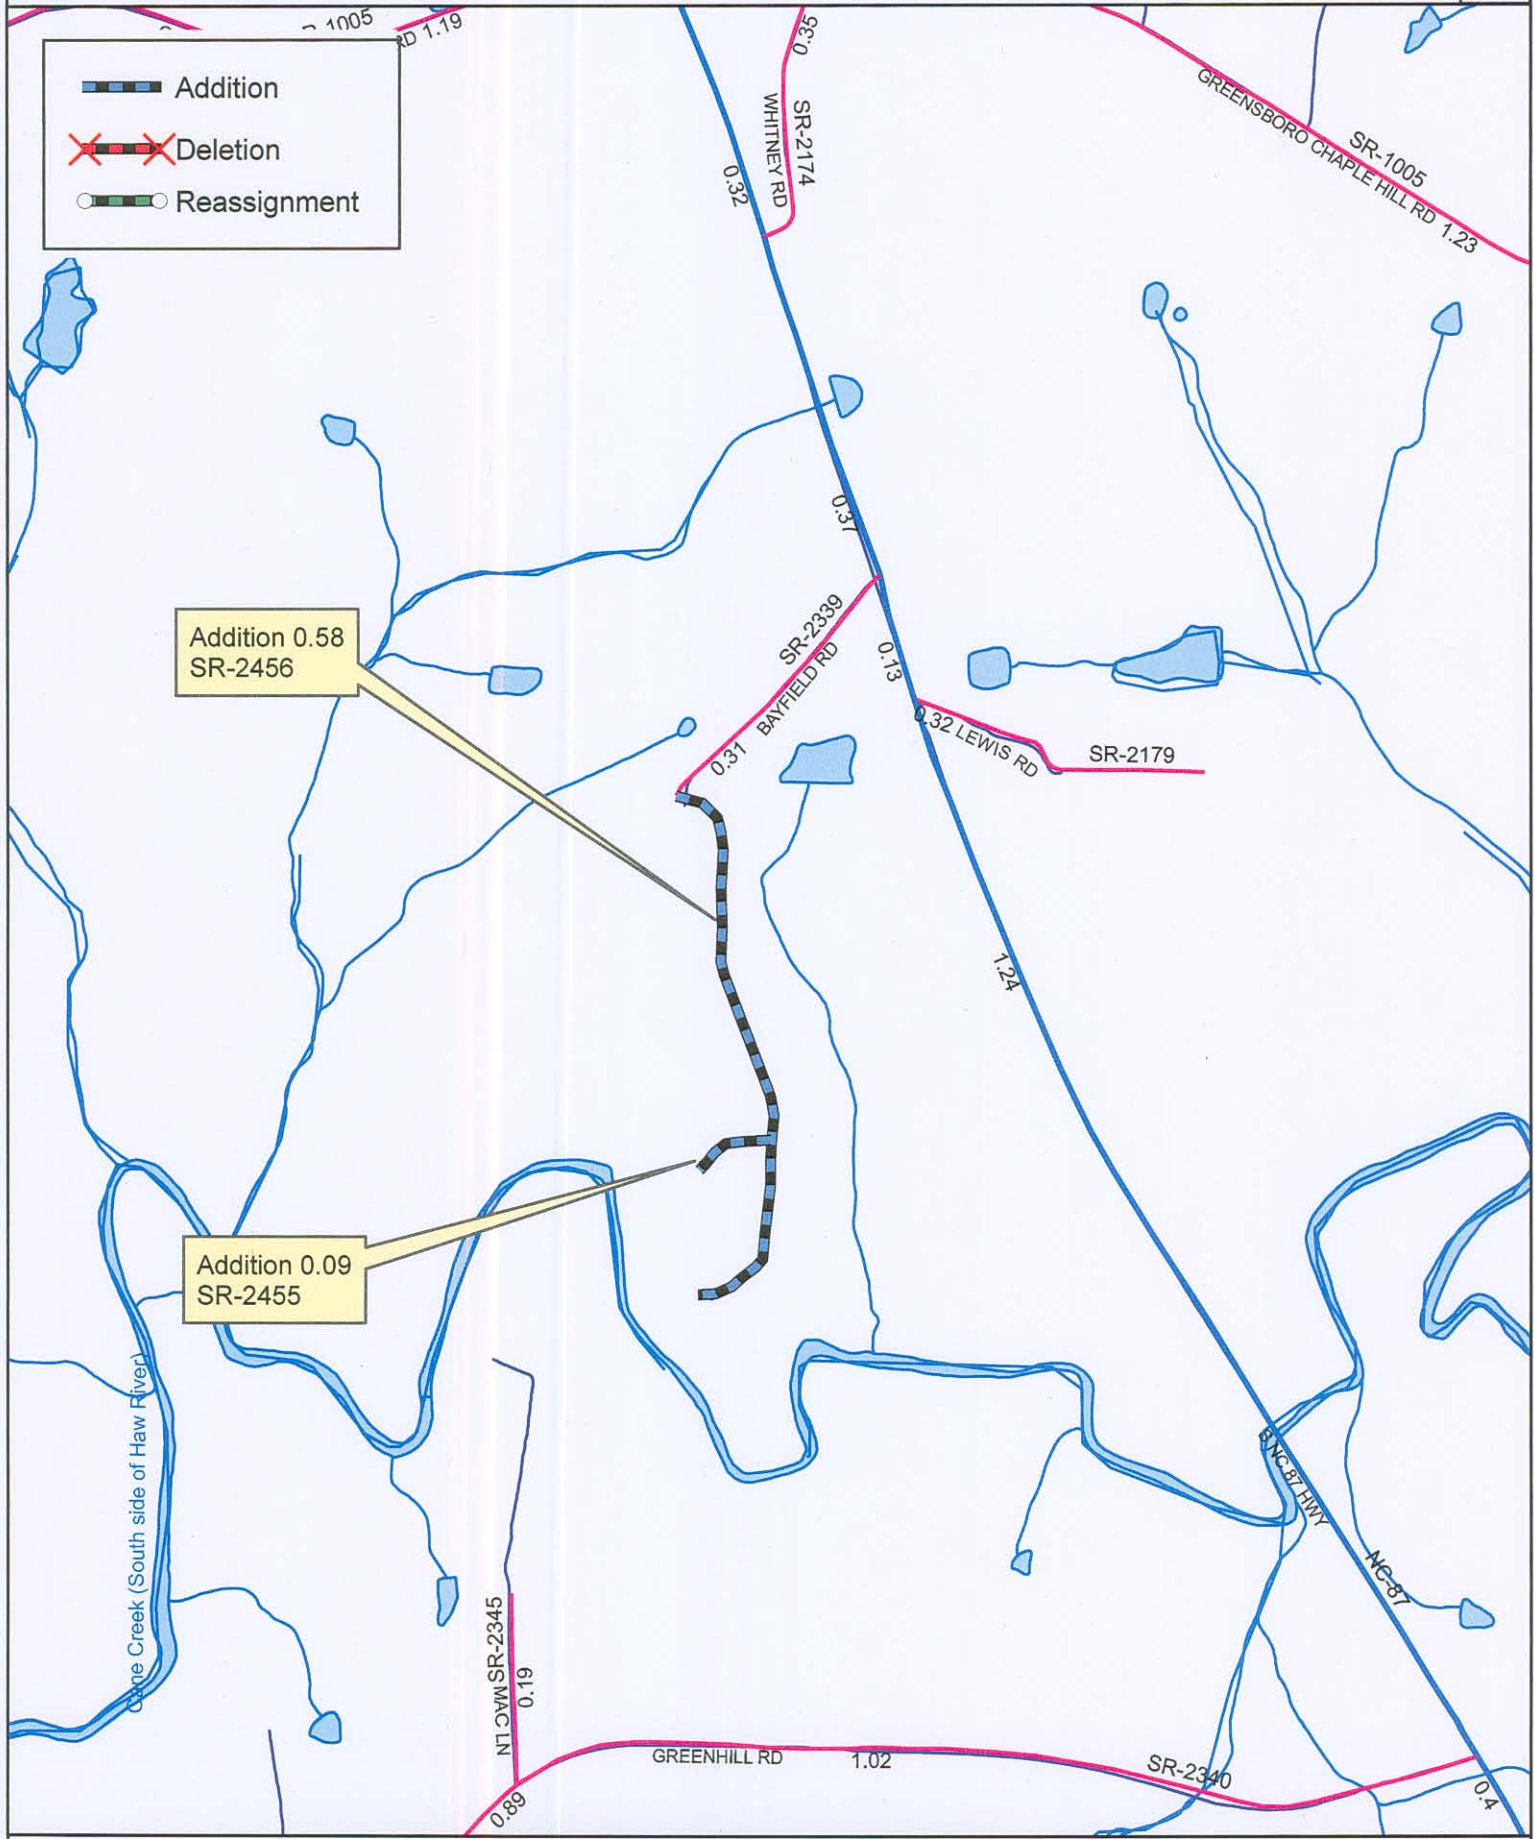 1005
RD 1.19
0.35
Addition
Deletion
Reassignment
WHITNEY RD
SR-2174
0.32
GREENSBORO CHAPLE HILL RD 1.23
SR-1005
0.37
Addition 0.58
SR-2456
SR-2339
0.31 BAYFIELD RD
0.13
0.32 LEWIS RD
SR-2179
1.24
Addition 0.09
SR-2455
Cane Creek (South side of Haw River)
S NC 87 HWY
NC-87
MAC LN
SR-2345
0.19
GREENHILL RD
1.02
SR-2340
0.89
0.4